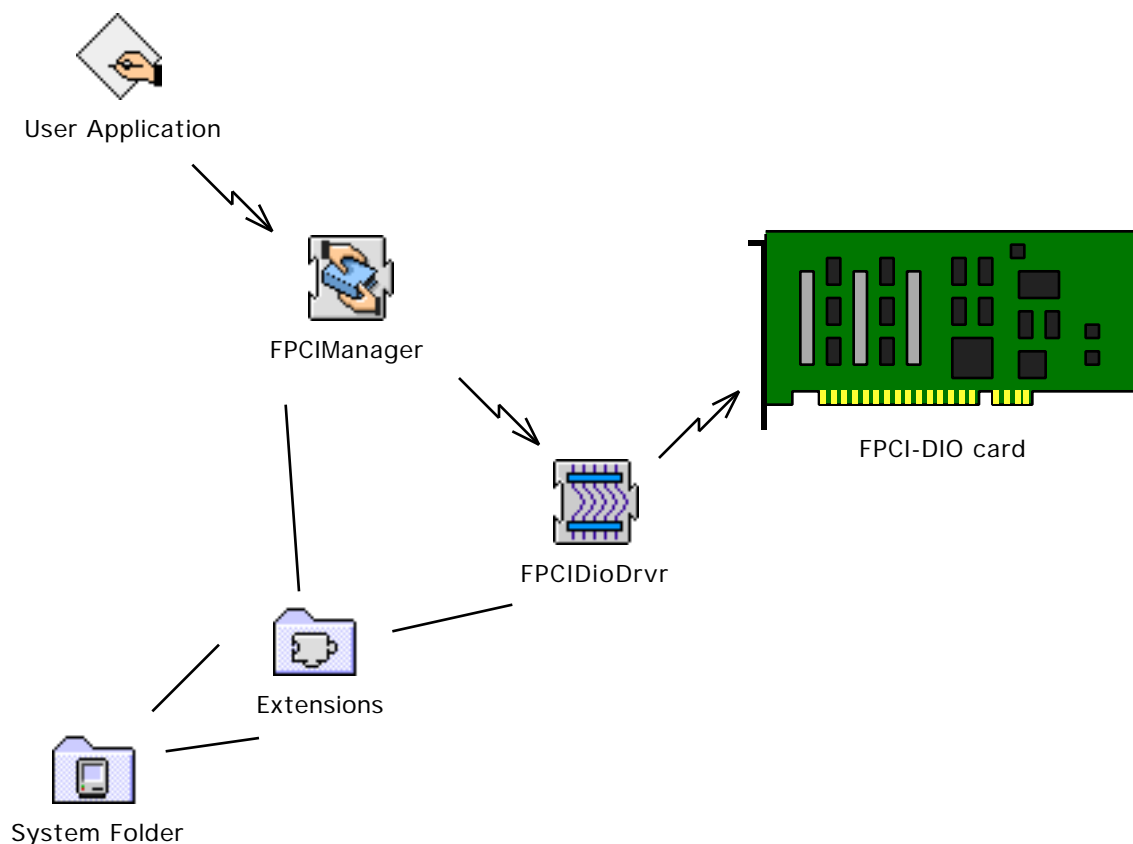 User Application
FPCIManager
FPCI-DIO card
FPCIDioDrvr
Extensions
System Folder